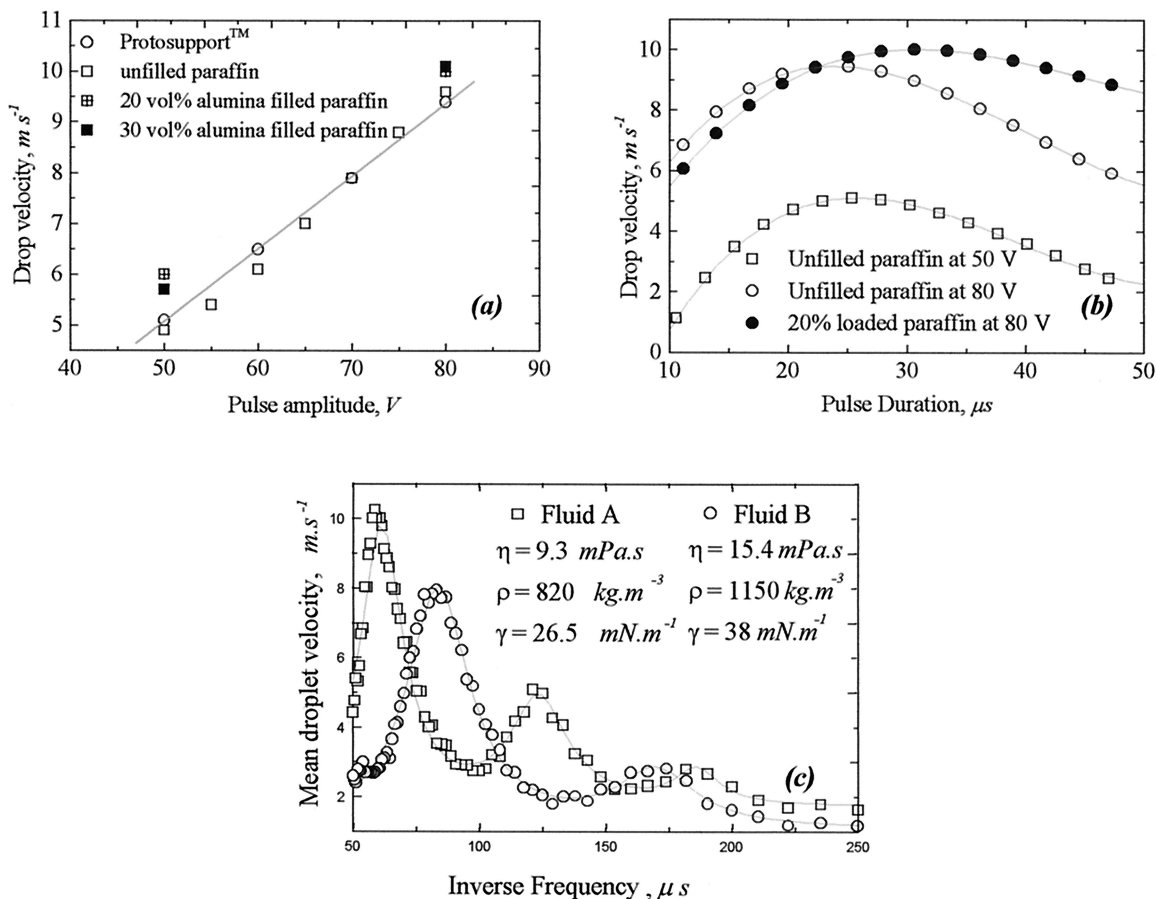 11
10
9
8
7
6
5
Drop velocity, m s⁻¹
Protosupport™
unfilled paraffin
20 vol% alumina filled paraffin
30 vol% alumina filled paraffin
(a)
40 50 60 70 80 90
Pulse amplitude, V
10
8
6
4
2
0
Drop velocity, m s⁻¹
Unfilled paraffin at 50 V
Unfilled paraffin at 80 V
20% loaded paraffin at 80 V
(b)
10 20 30 40 50
Pulse Duration, μs
10
8
6
4
2
Mean droplet velocity, m.s⁻¹
Fluid A Fluid B
η = 9.3 mPa.s η = 15.4 mPa.s
ρ = 820 kg.m⁻³ ρ = 1150 kg.m⁻³
γ = 26.5 mN.m⁻¹ γ = 38 mN.m⁻¹
(c)
50 100 150 200 250
Inverse Frequency , μ s